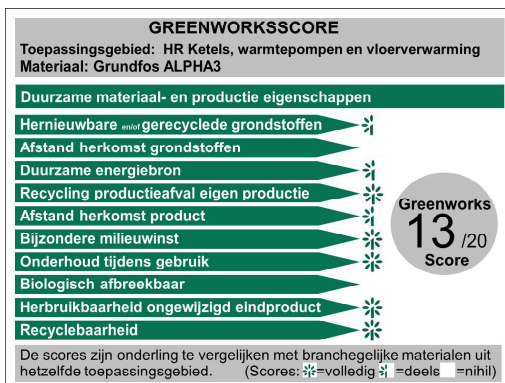 GREENWORKSSCORE
Toepassingsgebied: HR Ketels, warmtepompen en vloerverwarming
Materiaal: Grundfos ALPHA3
Duurzame materiaal- en productie eigenschappen
Hernieuwbare en/of gerecyclede grondstoffen
Afstand herkomst grondstoffen
Duurzame energiebron
Recycling productieafval eigen productie
Afstand herkomst product
Bijzondere milieuwinst
Onderhoud tijdens gebruik
Biologisch afbreekbaar
Herbruikbaarheid ongewijzigd eindproduct
Recyclebaarheid
Greenworks
13 /20
Score
De scores zijn onderling te vergelijken met branchegelijke materialen uit
hetzelfde toepassingsgebied. (Scores: =volledig =deels =nihil)